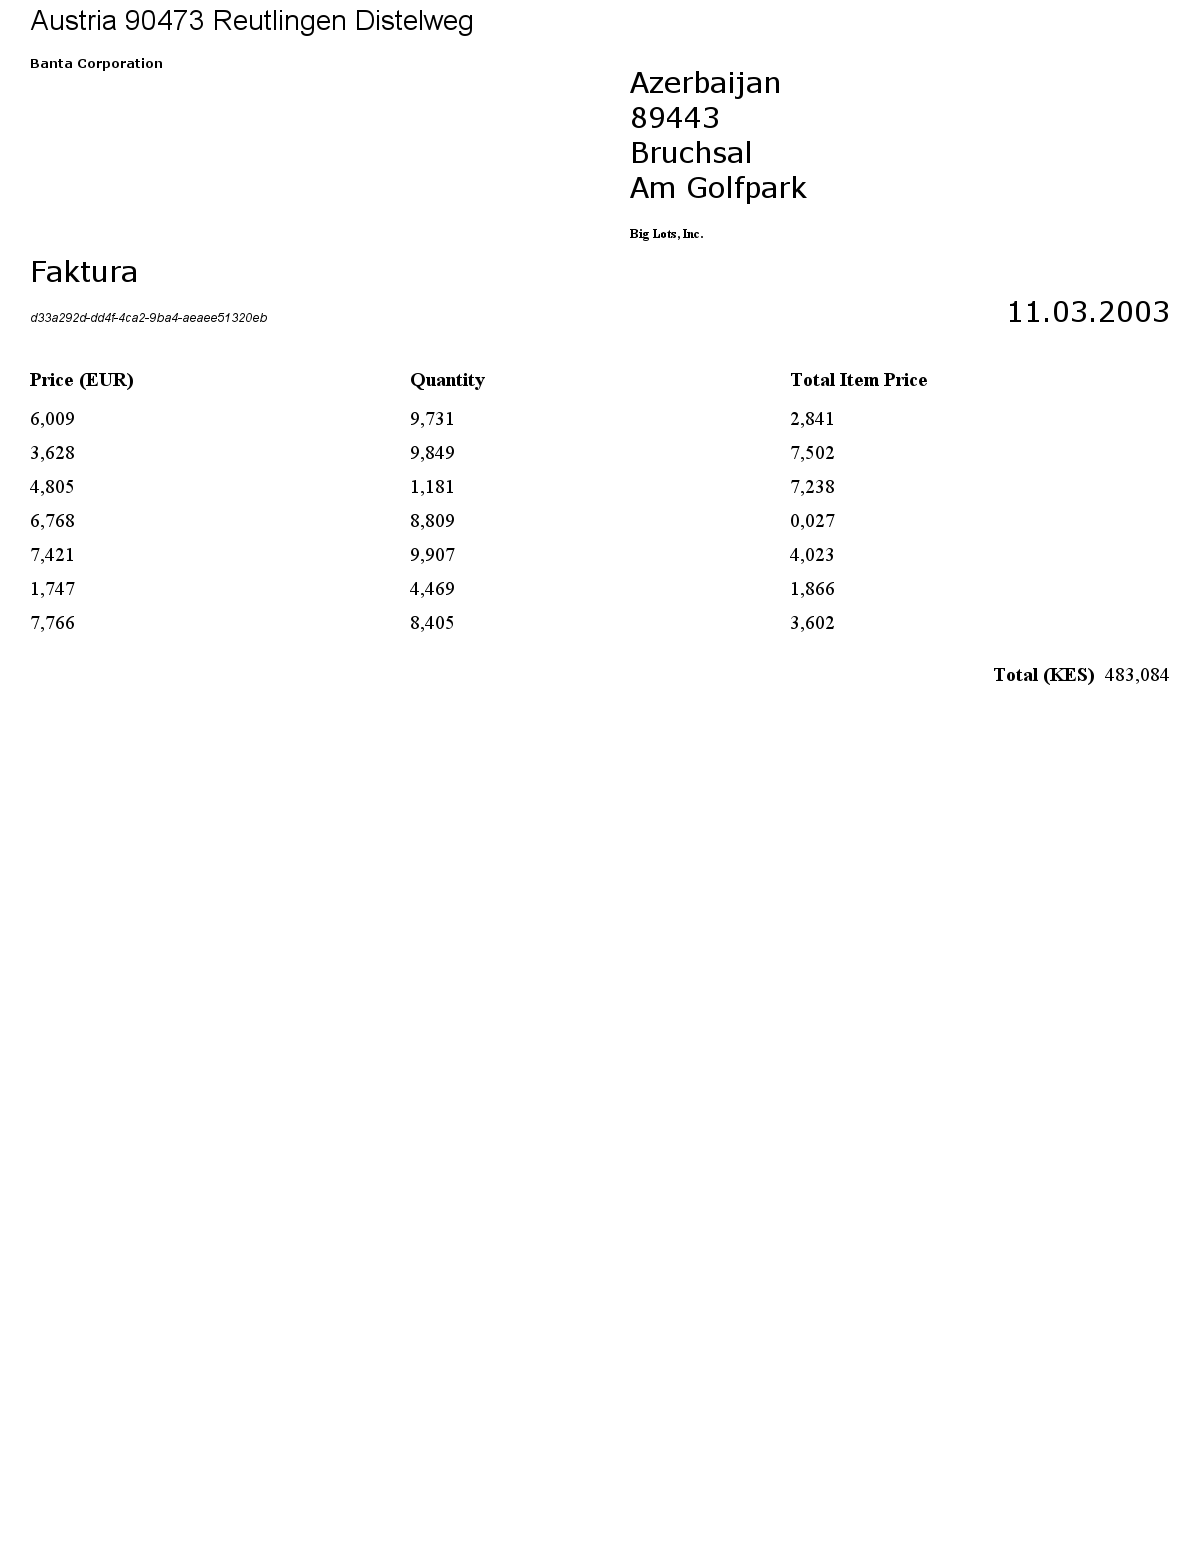 Austria 90473 Reutlingen Distelweg
Banta Corporation
Azerbaijan
89443
Bruchsal
Am Golfpark
Big Lots, Inc.
Faktura
d33a292d-dd4f-4ca2-9ba4-aeaee51320eb
11.03.2003
Price (EUR) Quantity Total Item Price
6,009 9,731 2,841
3,628 9,849 7,502
4,805 1,181 7,238
6,768 8,809 0,027
7,421 9,907 4,023
1,747 4,469 1,866
7,766 8,405 3,602
Total (KES) 483,084